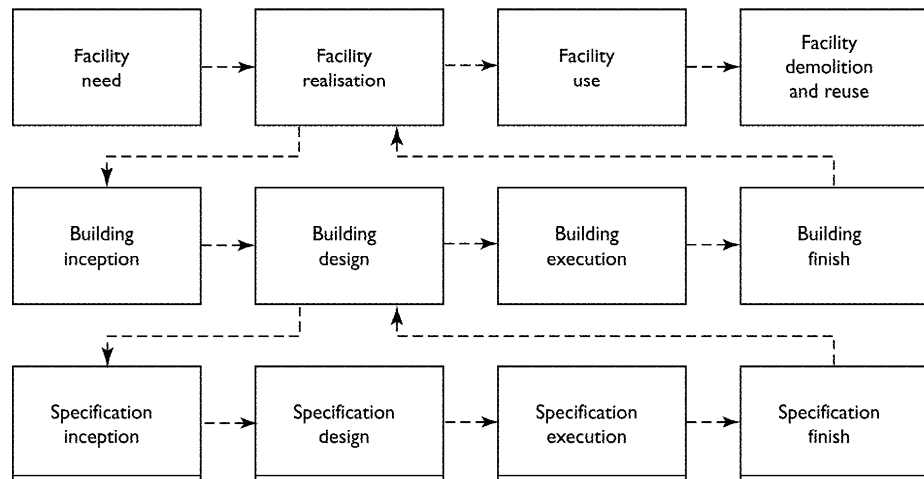 Facility
need
Facility
realisation
Facility
use
Facility
demolition
and reuse
Building
inception
Building
design
Building
execution
Building
finish
Specification
inception
Specification
design
Specification
execution
Specification
finish